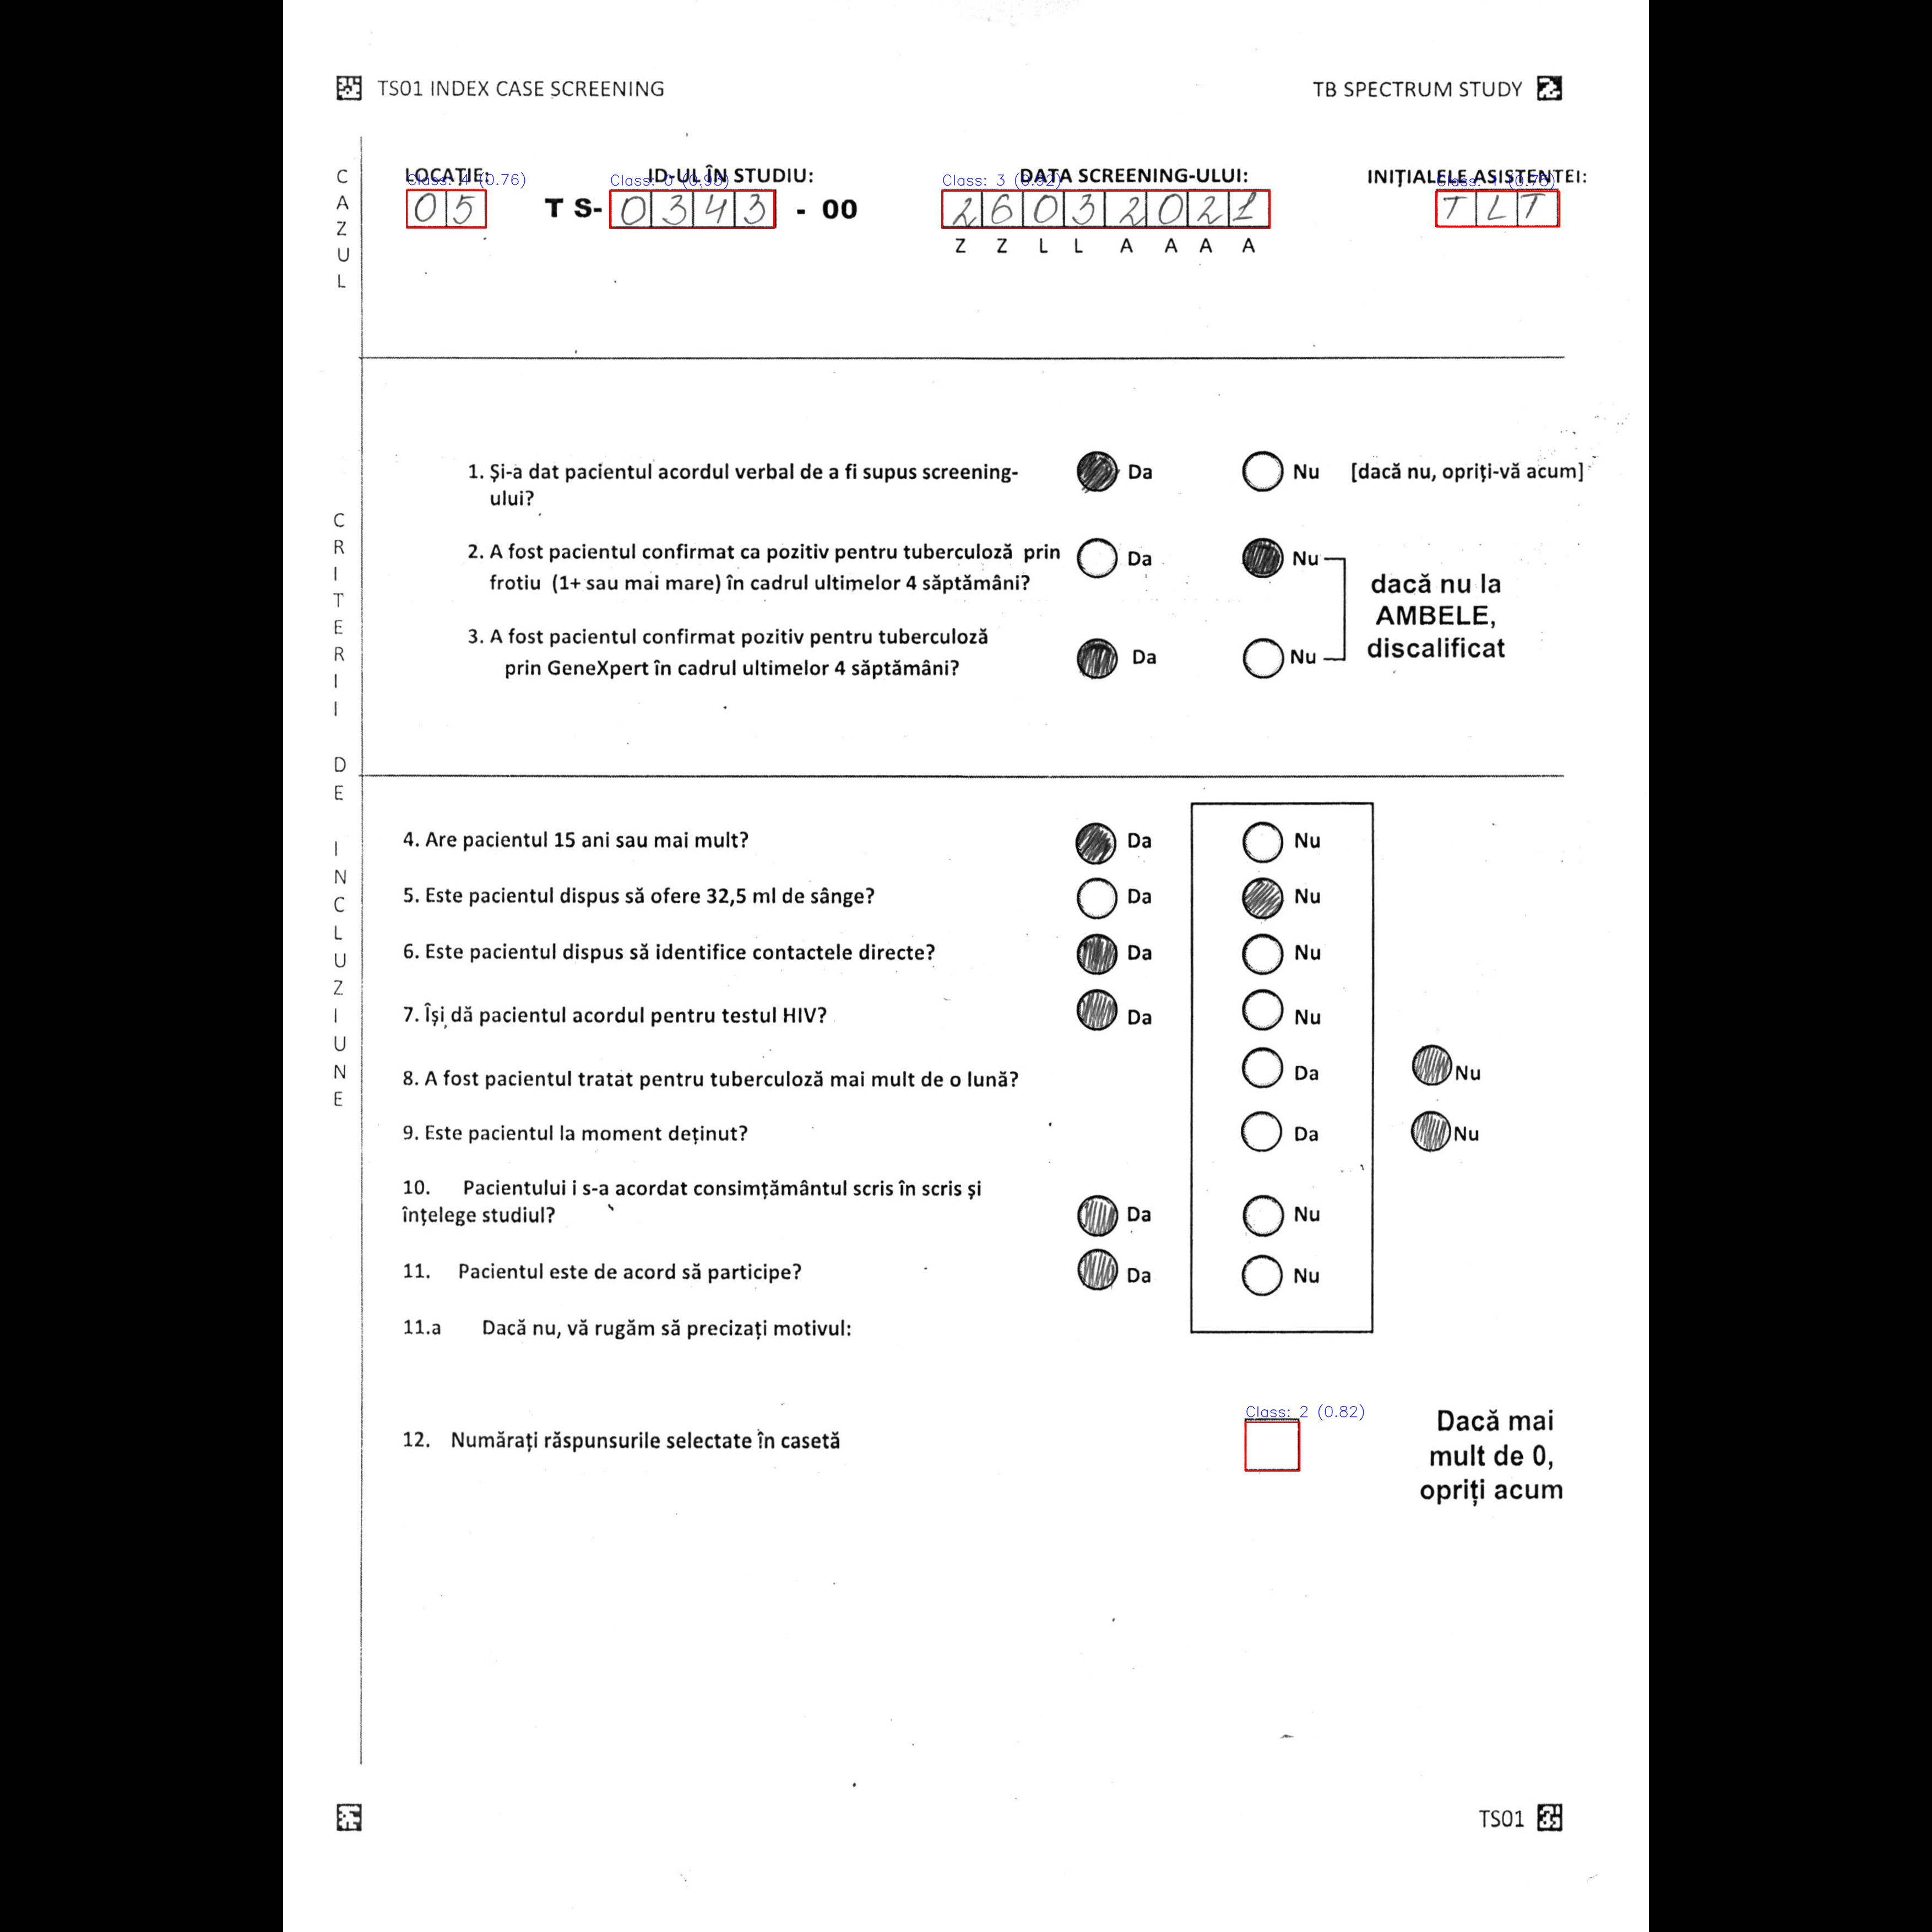 TS01 INDEX CASE SCREENING
TB SPECTRUM STUDY
CAZUL
LOCAȚIE:
Class: 4 (0.76)
05
ID-UL ÎN STUDIU:
T S- 0343 - 00
DATA SCREENING-ULUI:
Class: 3 (0.92)
26032021
Z Z L L A A A A
INIȚIALELE ASISTENTEI:
TLT
CRITERII DE INCLUZIUNE
1. Și-a dat pacientul acordul verbal de a fi supus screening-
ului?
Da Nu [dacă nu, opriți-vă acum]
2. A fost pacientul confirmat ca pozitiv pentru tuberculoză prin
frotiu (1+ sau mai mare) în cadrul ultimelor 4 săptămâni?
Da Nu
3. A fost pacientul confirmat pozitiv pentru tuberculoză
prin GeneXpert în cadrul ultimelor 4 săptămâni?
Da Nu
dacă nu la
AMBELE,
discalificat
4. Are pacientul 15 ani sau mai mult? Da Nu
5. Este pacientul dispus să ofere 32,5 ml de sânge? Da Nu
6. Este pacientul dispus să identifice contactele directe? Da Nu
7. Își dă pacientul acordul pentru testul HIV? Da Nu
8. A fost pacientul tratat pentru tuberculoză mai mult de o lună? Da Nu
9. Este pacientul la moment deținut? Da Nu
10. Pacientului i s-a acordat consimțământul scris în scris și
înțelege studiul? Da Nu
11. Pacientul este de acord să participe? Da Nu
11.a Dacă nu, vă rugăm să precizați motivul:
Class: 2 (0.82)
12. Numărați răspunsurile selectate în casetă
Dacă mai
mult de 0,
opriți acum
TS01